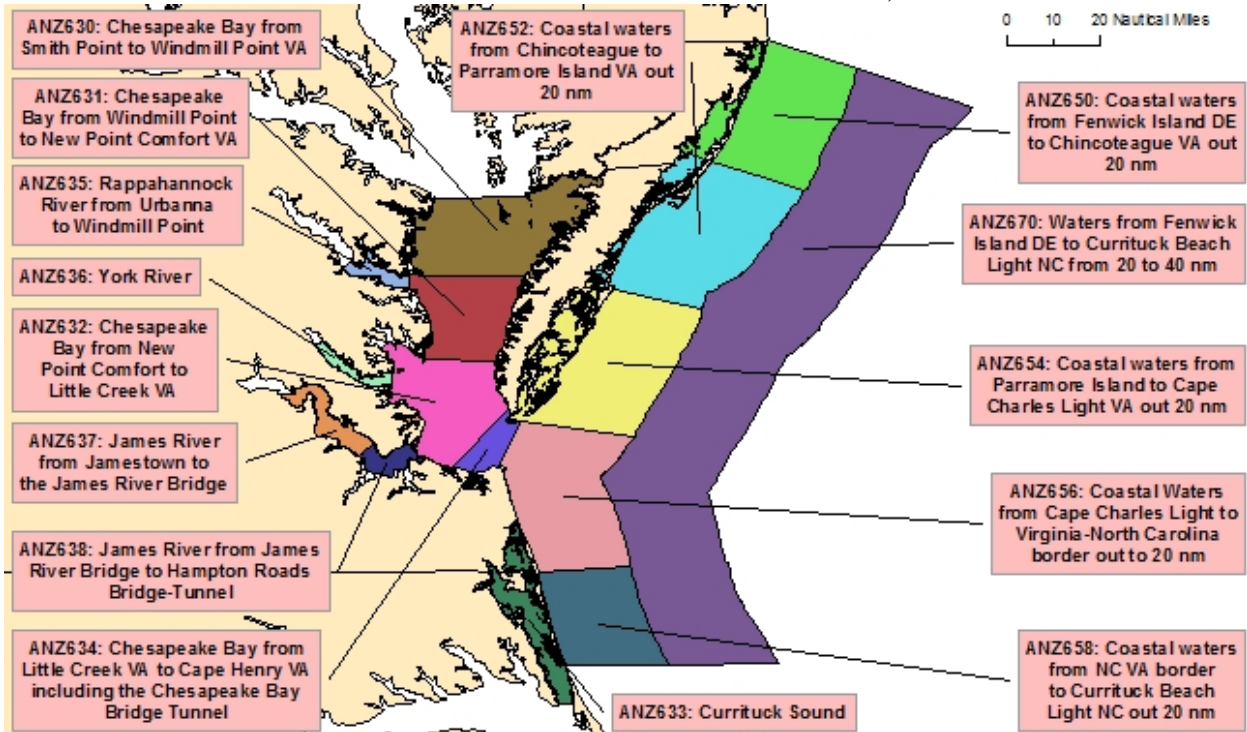 ANZ630: Chesapeake Bay from
Smith Point to Windmill Point VA
ANZ631: Chesapeake
Bay from Windmill Point
to New Point Comfort VA
ANZ635: Rappahannock
River from Urbanna
to Windmill Point
ANZ636: York River
ANZ632: Chesapeake
Bay from New
Point Comfort to
Little Creek VA
ANZ637: James River
from Jamestown to
the James River Bridge
ANZ638: James River from James
River Bridge to Hampton Roads
Bridge-Tunnel
ANZ634: Chesapeake Bay from
Little Creek VA to Cape Henry VA
including the Chesapeake Bay
Bridge Tunnel
ANZ652: Coastal waters
from Chincoteague to
Parramore Island VA out
20 nm
0 10 20 Nautical Miles
ANZ650: Coastal waters
from Fenwick Island DE
to Chincoteague VA out
20 nm
ANZ670: Waters from Fenwick
Island DE to Currituck Beach
Light NC from 20 to 40 nm
ANZ654: Coastal waters from
Parramore Island to Cape
Charles Light VA out 20 nm
ANZ656: Coastal Waters
from Cape Charles Light to
Virginia-North Carolina
border out to 20 nm
ANZ658: Coastal waters
from NC VA border
to Currituck Beach
Light NC out 20 nm
ANZ633: Currituck Sound